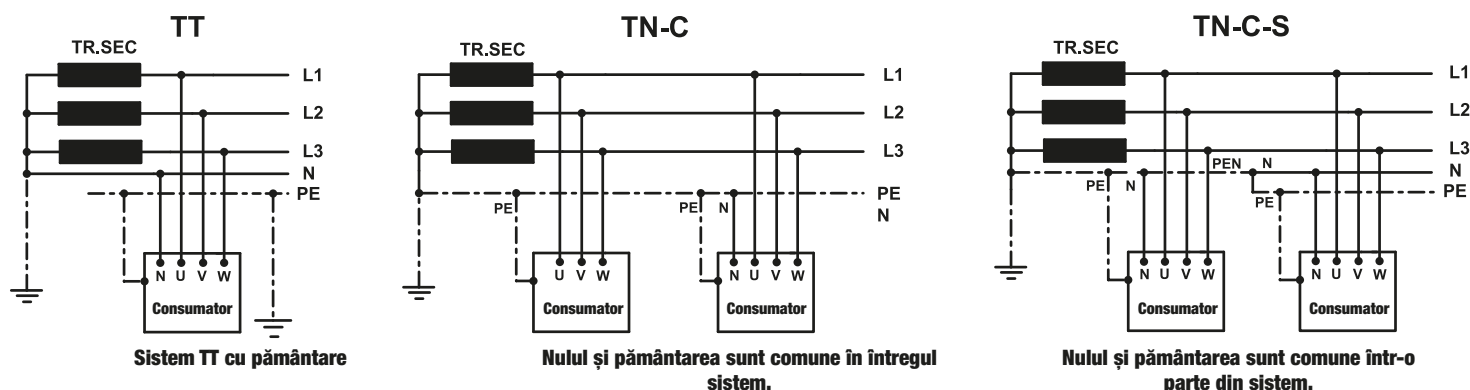 TT
TR.SEC
L1
L2
L3
N
PE
N U V W
Consumator
Sistem TT cu pământare
TN-C
TR.SEC
L1
L2
L3
PE
N
PE
PE N
U V W
N U V W
Consumator
Consumator
Nulul și pământarea sunt comune în întregul
sistem.
TN-C-S
TR.SEC
L1
L2
L3
PEN N
N
PE N
PE
PE
N U V W
N U V W
Consumator
Consumator
Nulul și pământarea sunt comune într-o
parte din sistem.